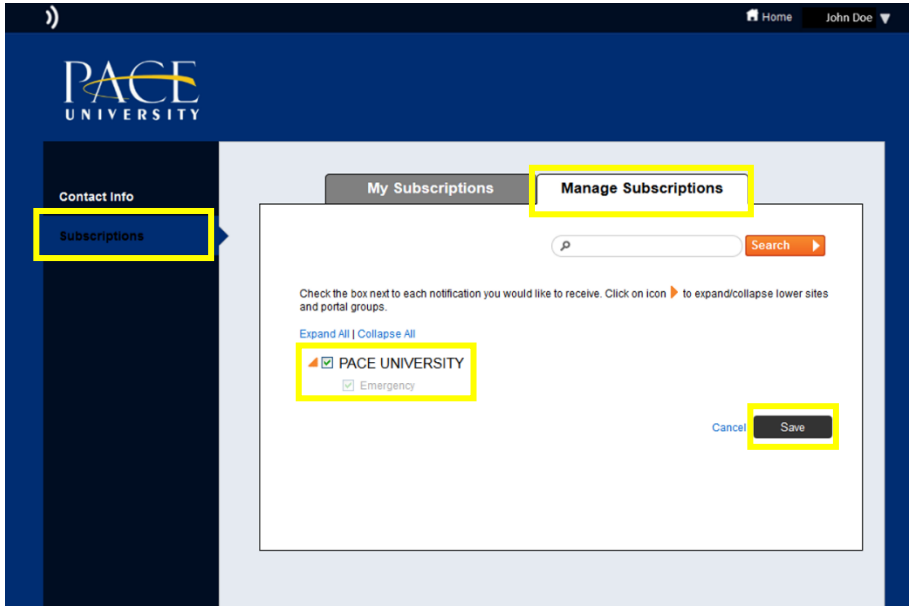 Home
John Doe
PACE
UNIVERSITY
Contact Info
Subscriptions
My Subscriptions
Manage Subscriptions
Search
Check the box next to each notification you would like to receive. Click on icon to expand/collapse lower sites
and portal groups.
Expand All | Collapse All
PACE UNIVERSITY
Emergency
Cancel
Save